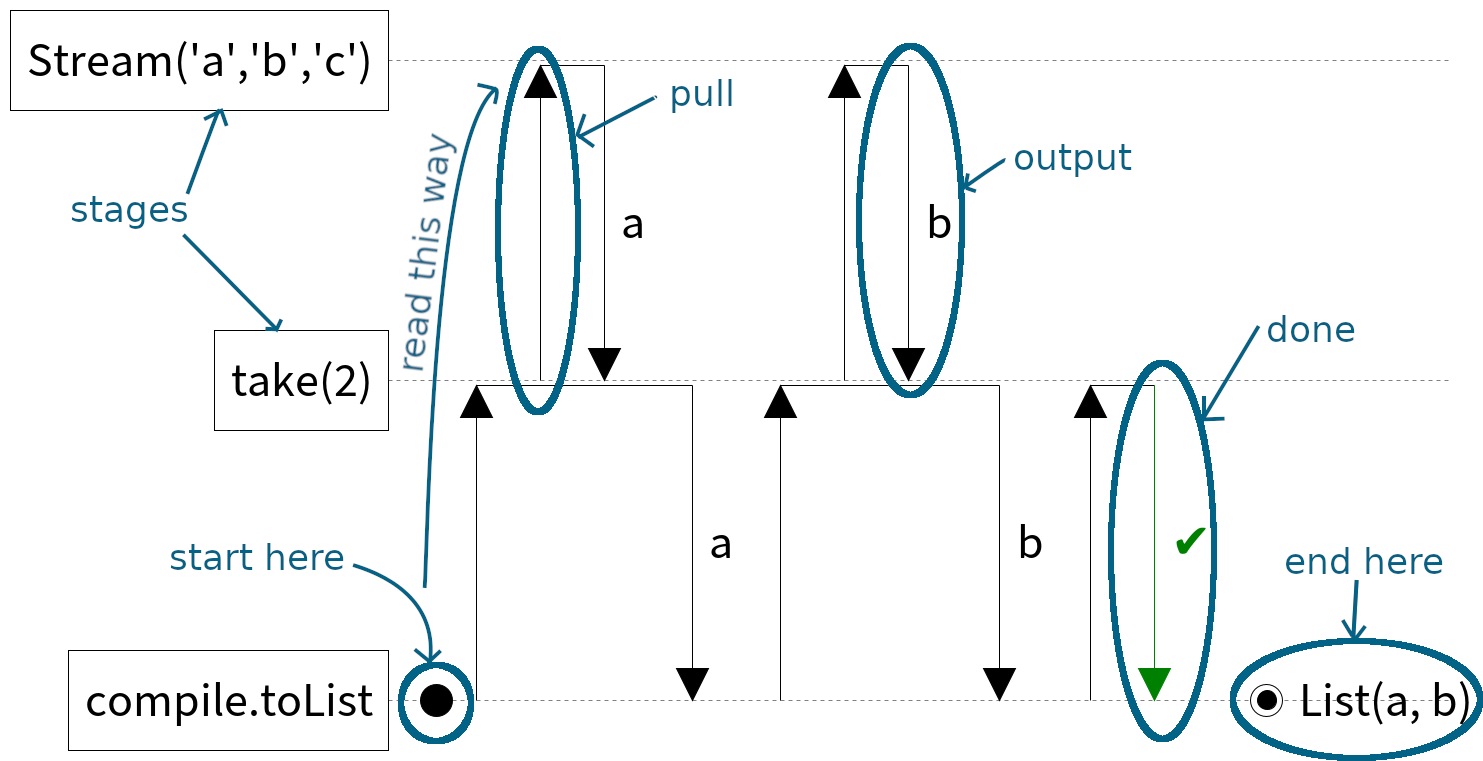 Stream('a','b','c')
pull
output
read this way
stages
a
b
done
take(2)
a
b
✔
start here
end here
compile.toList
List(a, b)